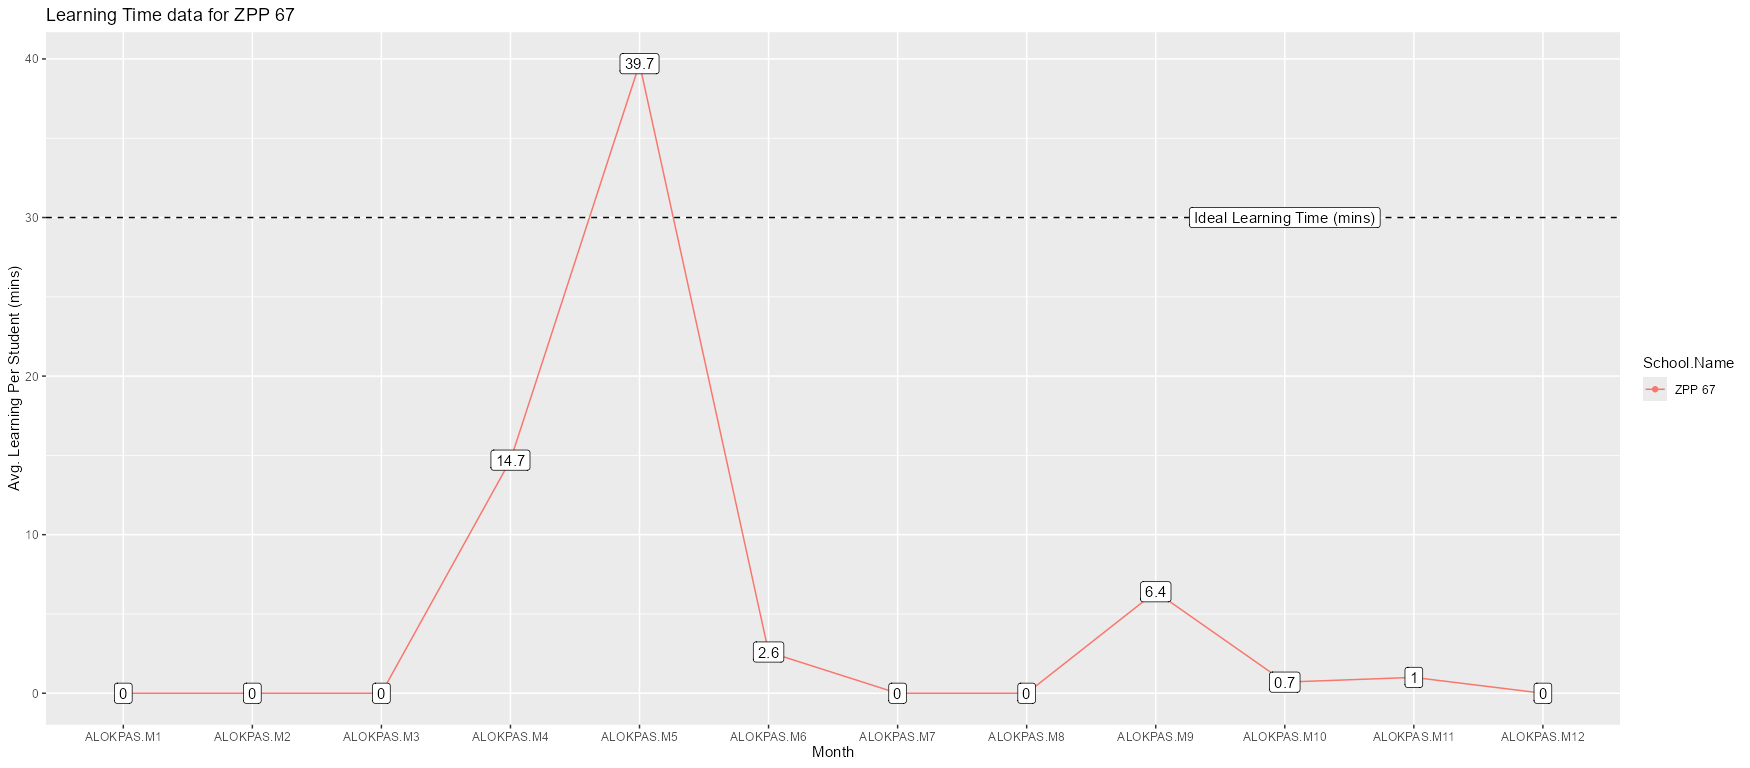 Learning Time data for ZPP 67
Avg. Learning Per Student (mins)
40
30
20
10
0
39.7
Ideal Learning Time (mins)
14.7
6.4
2.6
0.7
1
0
0
0
0
0
0
ALOKPAS.M1 ALOKPAS.M2 ALOKPAS.M3 ALOKPAS.M4 ALOKPAS.M5 ALOKPAS.M6 ALOKPAS.M7 ALOKPAS.M8 ALOKPAS.M9 ALOKPAS.M10 ALOKPAS.M11 ALOKPAS.M12
Month
School.Name
ZPP 67